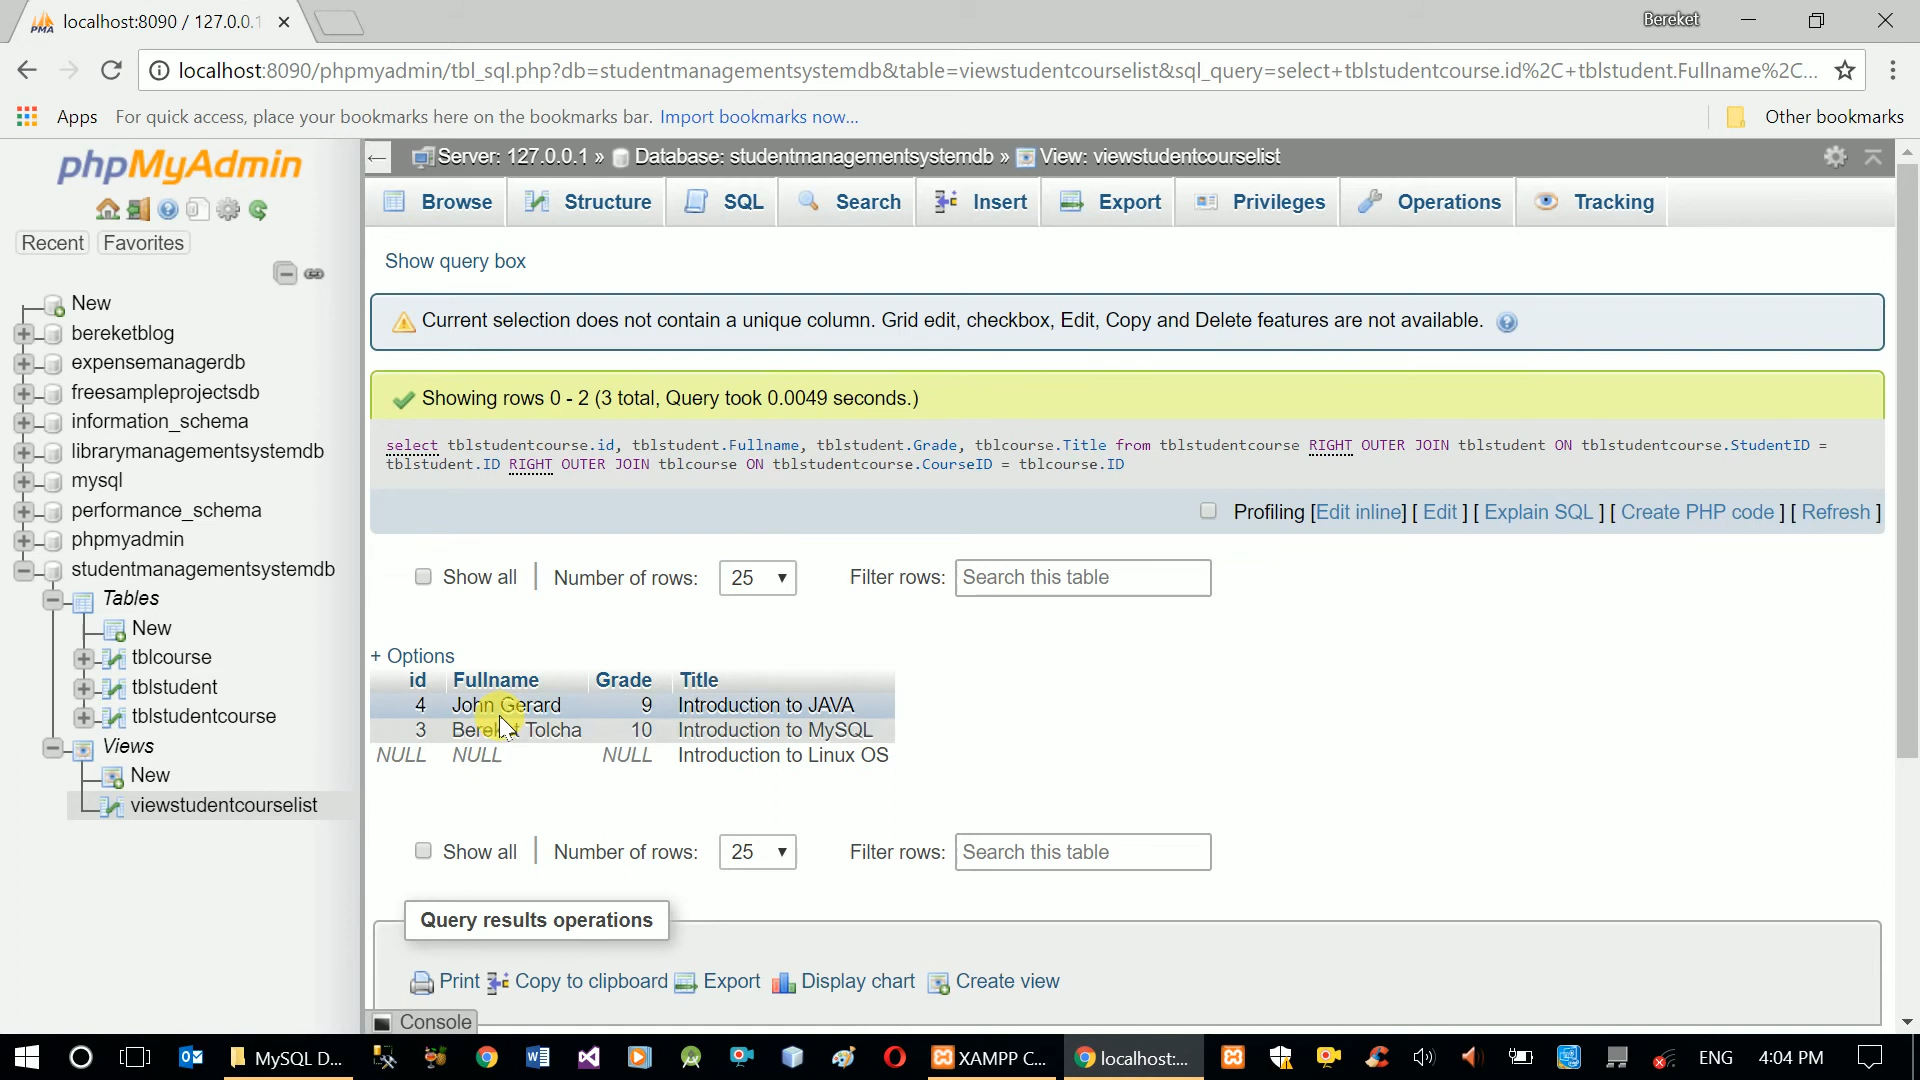 localhost:8090 / 127.0.0.1
Bereket
localhost:8090/phpmyadmin/tbl_sql.php?db=studentmanagementsystemdb&table=viewstudentcourselist&sql_query=select+tblstudentcourse.id%2C+tblstudent.Fullname%2C...
Apps For quick access, place your bookmarks here on the bookmarks bar. Import bookmarks now... Other bookmarks
phpMyAdmin
Server: 127.0.0.1 » Database: studentmanagementsystemdb » View: viewstudentcourselist
Browse Structure SQL Search Insert Export Privileges Operations Tracking
Recent Favorites
New
bereketblog
expensemanagerdb
freesampleprojectsdb
information_schema
librarymanagementsystemdb
mysql
performance_schema
phpmyadmin
studentmanagementsystemdb
Tables
New
tblcourse
tblstudent
tblstudentcourse
Views
New
viewstudentcourselist
Show query box
Current selection does not contain a unique column. Grid edit, checkbox, Edit, Copy and Delete features are not available.
Showing rows 0 - 2 (3 total, Query took 0.0049 seconds.)
select tblstudentcourse.id, tblstudent.Fullname, tblstudent.Grade, tblcourse.Title from tblstudentcourse RIGHT OUTER JOIN tblstudent ON tblstudentcourse.StudentID =
tblstudent.ID RIGHT OUTER JOIN tblcourse ON tblstudentcourse.CourseID = tblcourse.ID
Profiling [Edit inline] [ Edit ] [ Explain SQL ] [ Create PHP code ] [ Refresh ]
Show all | Number of rows: 25 Filter rows: Search this table
+ Options
id Fullname Grade Title
4 John Gerard 9 Introduction to JAVA
3 Bereket Tolcha 10 Introduction to MySQL
NULL NULL NULL Introduction to Linux OS
Show all | Number of rows: 25 Filter rows: Search this table
Query results operations
Print Copy to clipboard Export Display chart Create view
Console
MySQL D... XAMPP C... localhost:... ENG 4:04 PM